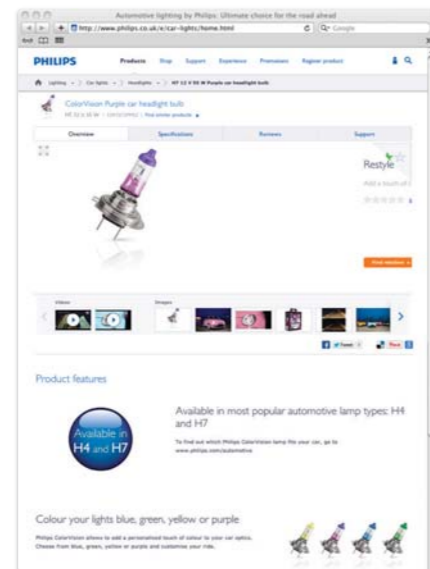 Automotive lighting by Philips: Ultimate choice for the road ahead
http://www.philips.co.uk/e/car-lights/home.html
Google
PHILIPS
Products Shop Support Experience Promotions Register product
Lighting Car lights Headlights H7 12 V 55 W Purple car headlight bulb
ColorVision Purple car headlight bulb
Find similar products
Overview Specifications Reviews Support
Restyle
Add a touch of
Find retailers
Videos Images
Tweet
Product features
Available in
H4 and H7
Available in most popular automotive lamp types: H4
and H7
To find out which Philips ColorVision lamp fits your car, go to
www.philips.com/automotive
Colour your lights blue, green, yellow or purple
Philips ColorVision allows to add a personalised touch of colour to your car optics.
Choose from blue, green, yellow or purple and customise your ride.